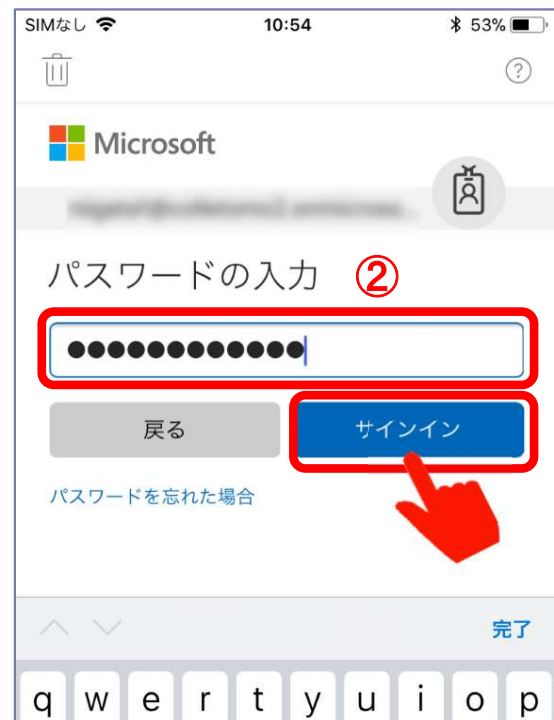 SIMなし 10:54 53%
?
Microsoft
パスワードの入力 ②
●●●●●●●●●●●●
戻る サインイン
パスワードを忘れた場合
完了
q w e r t y u i o p